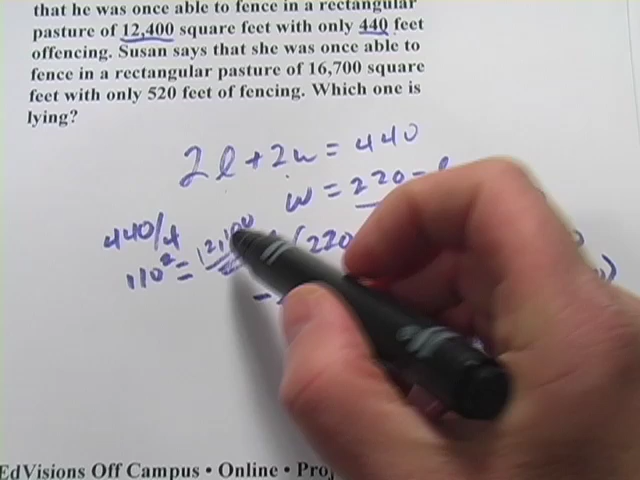 that he was once able to fence in a rectangular
pasture of 12,400 square feet with only 440 feet
offencing. Susan says that she was once able to
fence in a rectangular pasture of 16,700 square
feet with only 520 feet of fencing. Which one is
lying?
2l + 2w = 440
w = 220 -
440/4 (220
110² =
EdVisions Off Campus • Online •